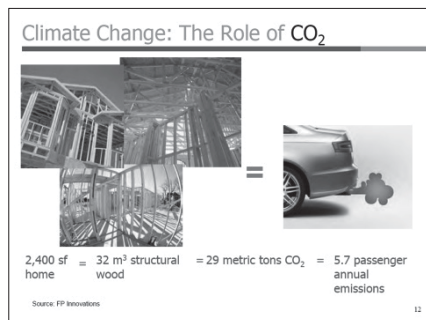 Climate Change: The Role of CO₂
=
2,400 sf = 32 m³ structural = 29 metric tons CO₂ = 5.7 passenger
home wood annual
emissions
Source: FP Innovations
12